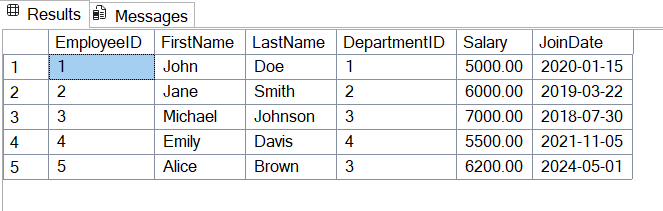 Results Messages
EmployeeID FirstName LastName DepartmentID Salary JoinDate
1 1 John Doe 1 5000.00 2020-01-15
2 2 Jane Smith 2 6000.00 2019-03-22
3 3 Michael Johnson 3 7000.00 2018-07-30
4 4 Emily Davis 4 5500.00 2021-11-05
5 5 Alice Brown 3 6200.00 2024-05-01